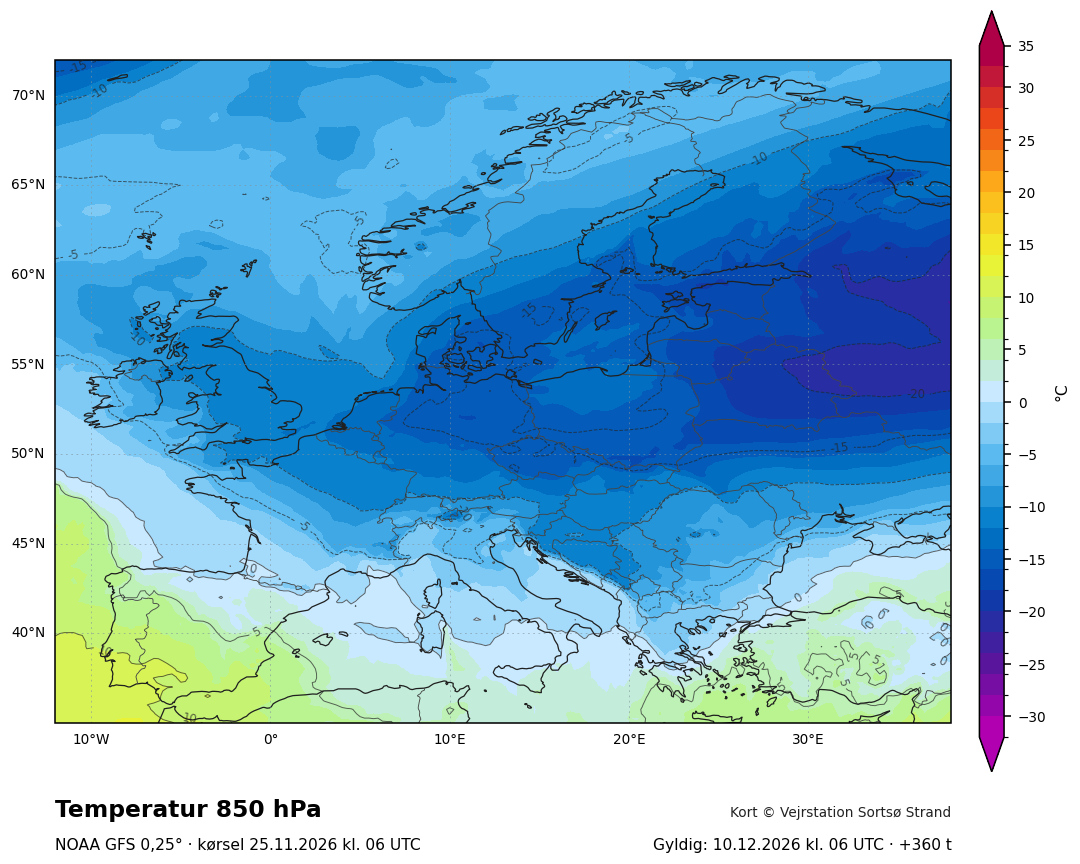 70°N
65°N
60°N
55°N
50°N
45°N
40°N
10°W
0°
10°E
20°E
30°E
35
30
25
20
15
10
5
0
−5
−10
−15
−20
−25
−30
°C
Temperatur 850 hPa
Kort © Vejrstation Sortsø Strand
NOAA GFS 0,25° · kørsel 25.11.2026 kl. 06 UTC
Gyldig: 10.12.2026 kl. 06 UTC · +360 t